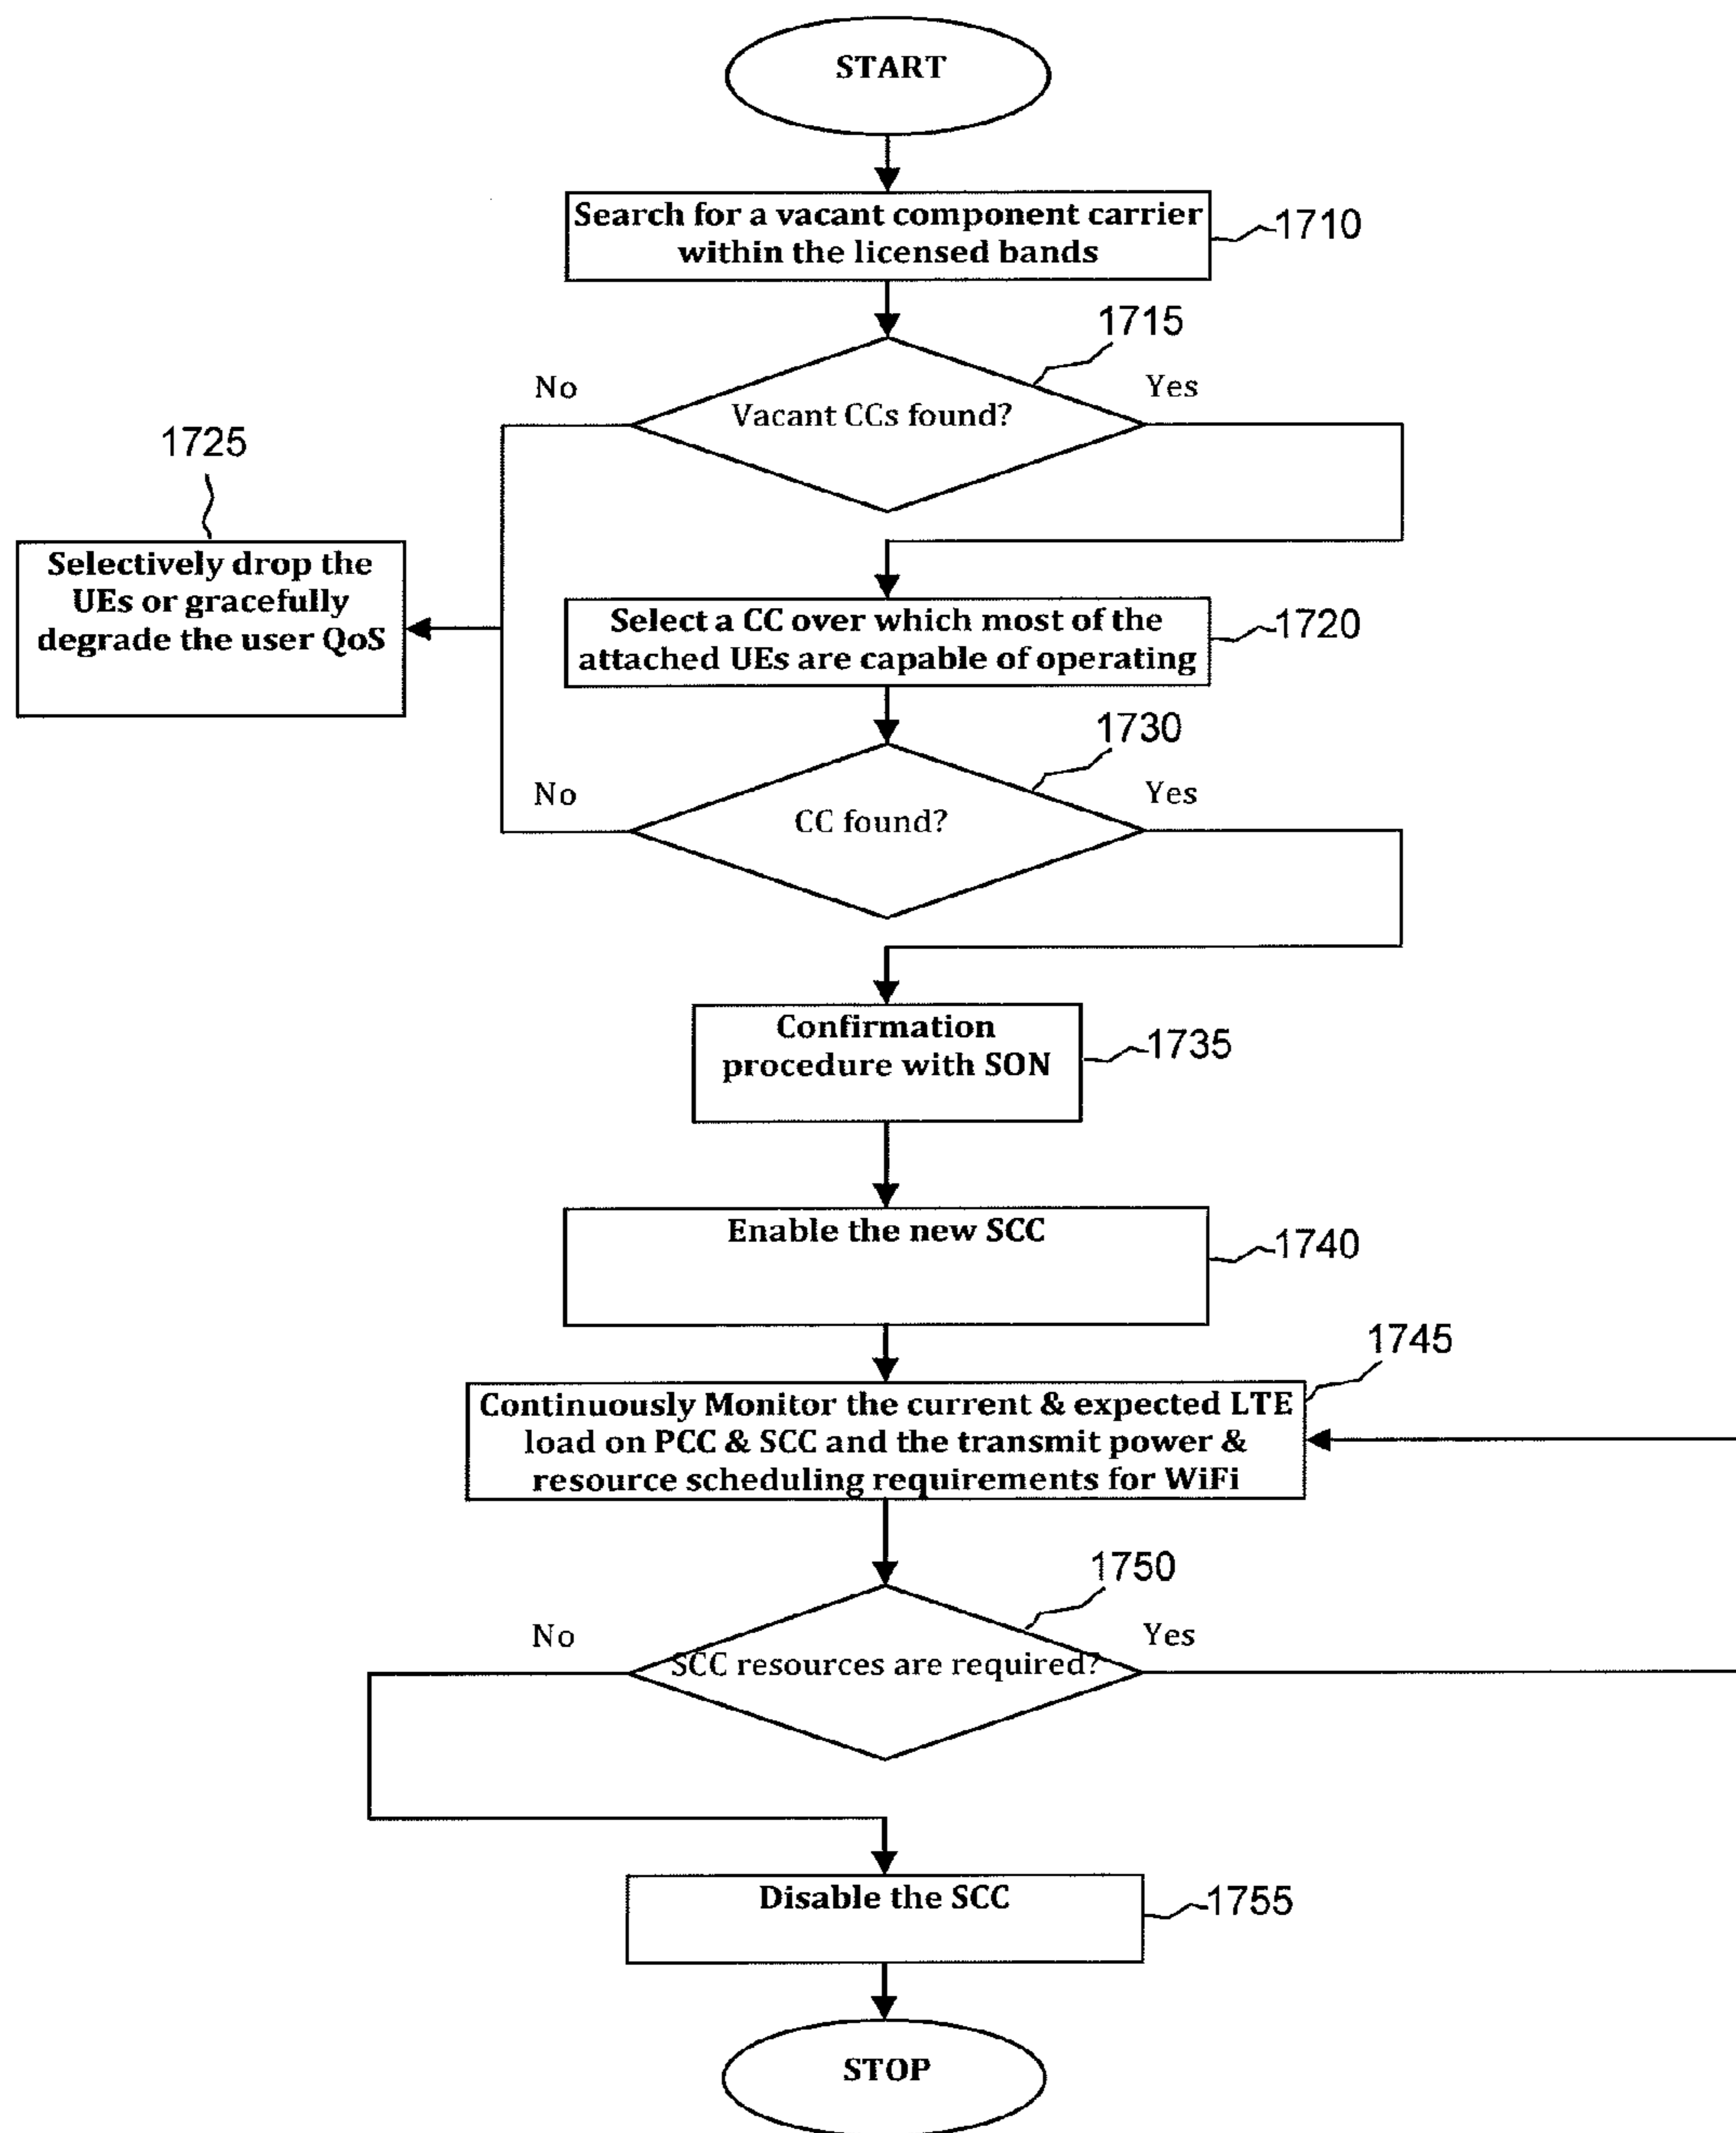 START
Search for a vacant component carrier
within the licensed bands
1710
1715
No
Yes
Vacant CCs found?
1725
Selectively drop the
UEs or gracefully
degrade the user QoS
Select a CC over which most of the
attached UEs are capable of operating
1720
1730
No
Yes
CC found?
Confirmation
procedure with SON
1735
Enable the new SCC
1740
1745
Continuously Monitor the current & expected LTE
load on PCC & SCC and the transmit power &
resource scheduling requirements for WiFi
1750
No
Yes
SCC resources are required?
Disable the SCC
1755
STOP